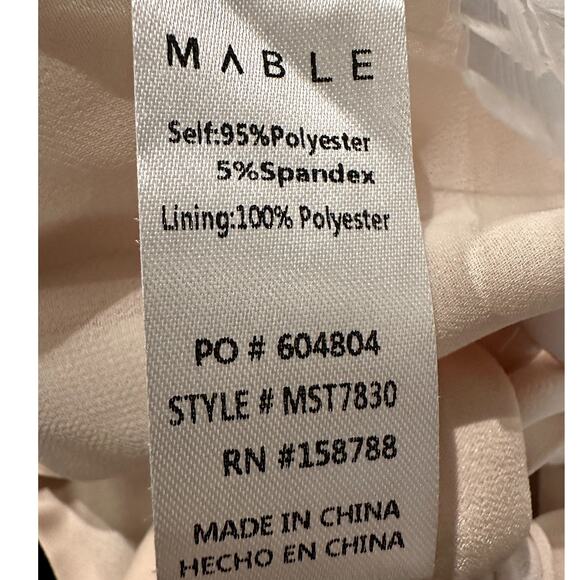 MABLE
Self:95%Polyester
5%Spandex
Lining:100% Polyester
PO # 604804
STYLE # MST7830
RN #158788
MADE IN CHINA
HECHO EN CHINA